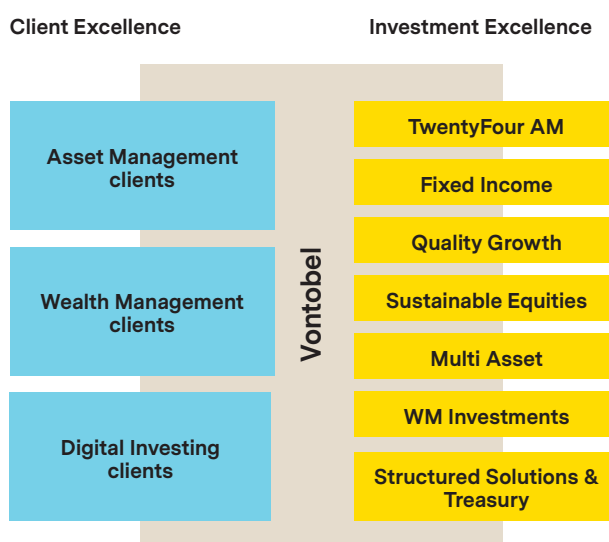 Client Excellence
Investment Excellence
Asset Management
clients
Wealth Management
clients
Digital Investing
clients
Vontobel
TwentyFour AM
Fixed Income
Quality Growth
Sustainable Equities
Multi Asset
WM Investments
Structured Solutions &
Treasury